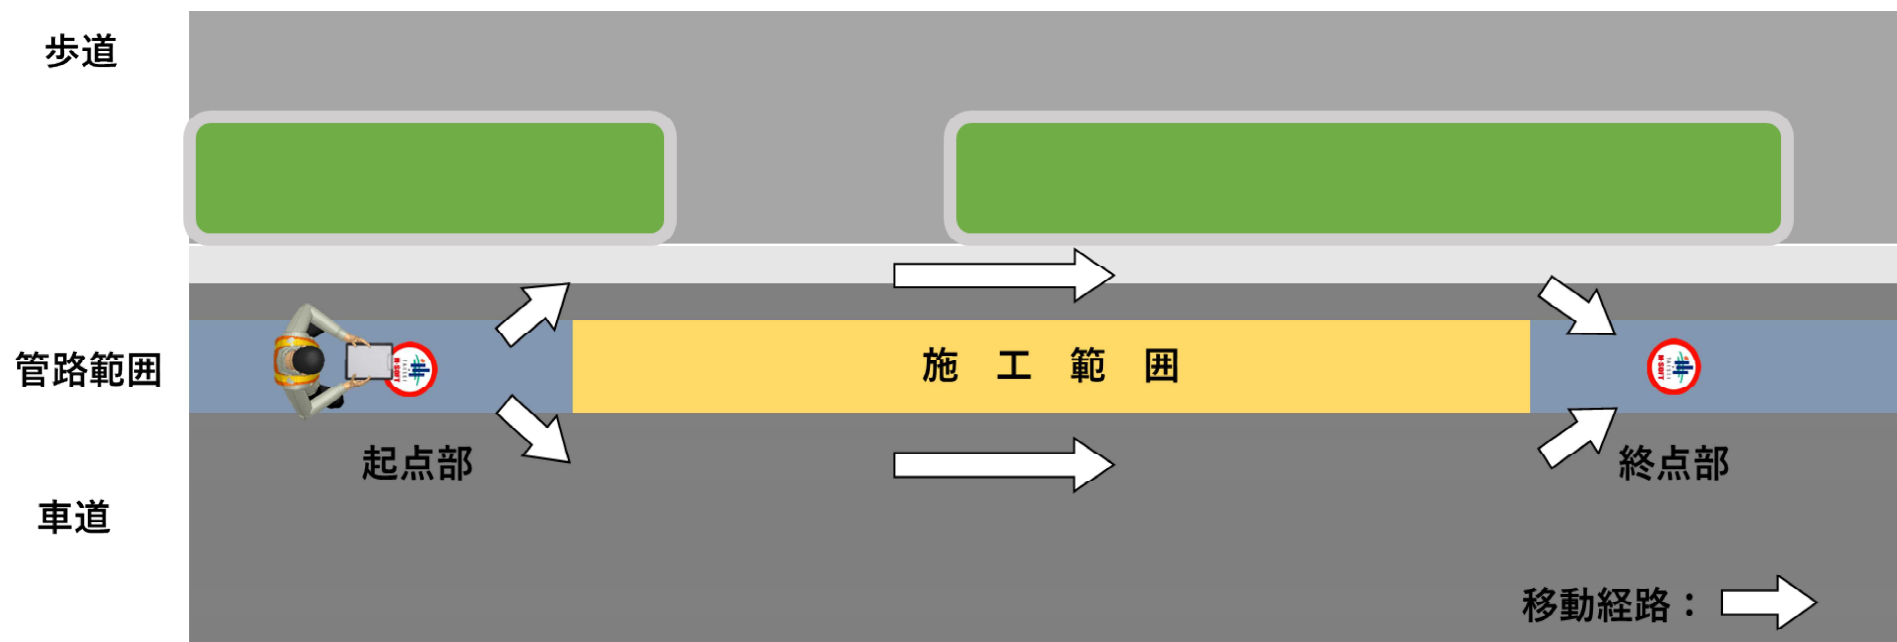 歩道
管路範囲
施工範囲
起点部
終点部
車道
移動経路：